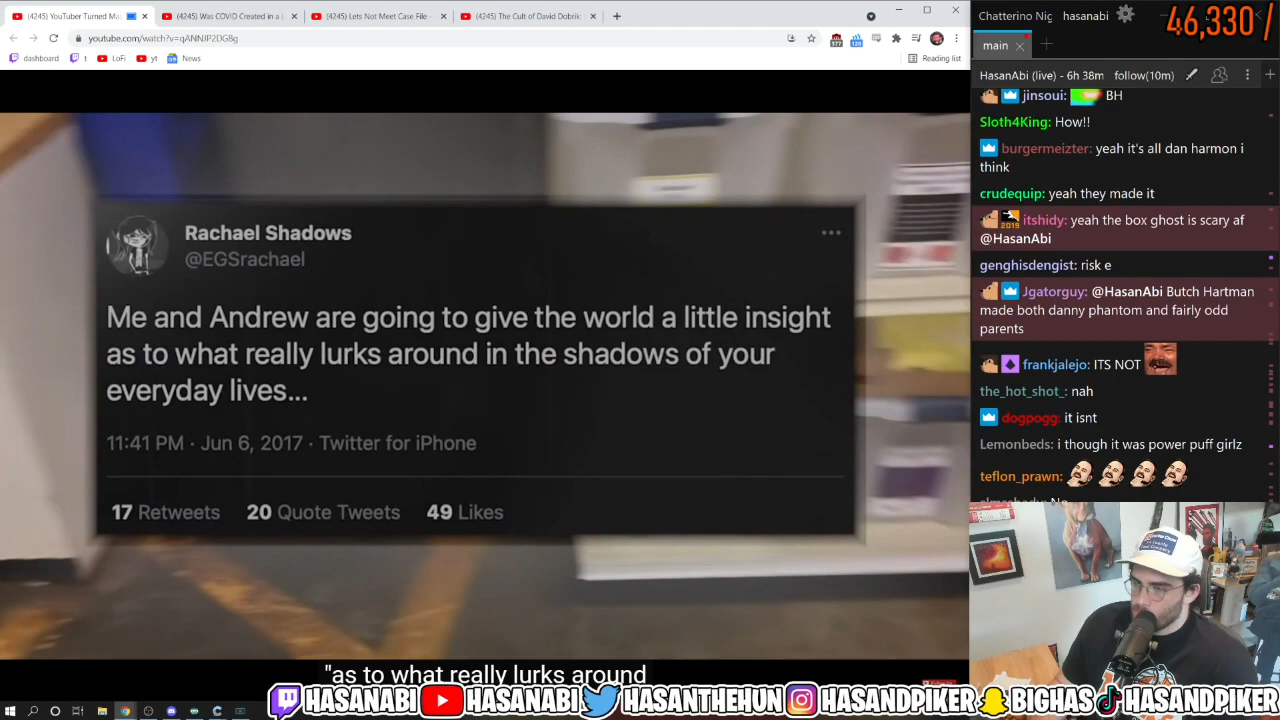 (4245) YouTube Turned Ma
(4245) Was COVID Created in a L
(4245) Lets Not Meet Case File -
(4245) The Cult of David Dobrik:
youtube.com/watch?v=qANNJP2DG8g
dashboard
t
LoFi
yt
News
Reading list
Rachael Shadows
@EGSrachael
Me and Andrew are going to give the world a little insight
as to what really lurks around in the shadows of your
everyday lives...
11:41 PM · Jun 6, 2017 · Twitter for iPhone
17 Retweets 20 Quote Tweets 49 Likes
"as to what really lurks around
Chatterino Nig
hasanabi
46,330 /
main
HasanAbi (live) - 6h 38m follow(10m)
jinsoui: BH
Sloth4King: How!!
burgermeizter: yeah it's all dan harmon i
think
crudequip: yeah they made it
itshidy: yeah the box ghost is scary af
@HasanAbi
genghisdengist: risk e
Jgatorguy: @HasanAbi Butch Hartman
made both danny phantom and fairly odd
parents
frankjalejo: ITS NOT
the_hot_shot_: nah
dogpogg: it isnt
Lemonbeds: i though it was power puff girlz
teflon_prawn:
HASANABI HASANABI HASANTHEHUN HASANDPIKER BIGHAS HASANDPIKER